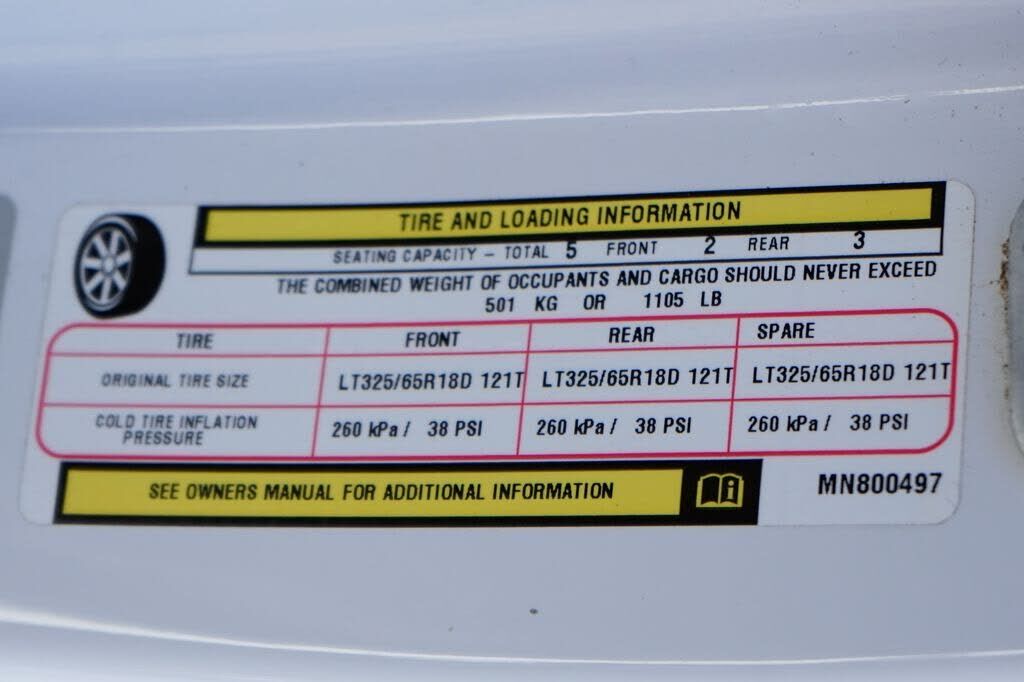 TIRE AND LOADING INFORMATION
SEATING CAPACITY – TOTAL 5 FRONT 2 REAR 3
THE COMBINED WEIGHT OF OCCUPANTS AND CARGO SHOULD NEVER EXCEED
501 KG OR 1105 LB
TIRE FRONT REAR SPARE
ORIGINAL TIRE SIZE LT325/65R18D 121T LT325/65R18D 121T LT325/65R18D 121T
COLD TIRE INFLATION
PRESSURE 260 kPa / 38 PSI 260 kPa / 38 PSI 260 kPa / 38 PSI
SEE OWNERS MANUAL FOR ADDITIONAL INFORMATION
MN800497